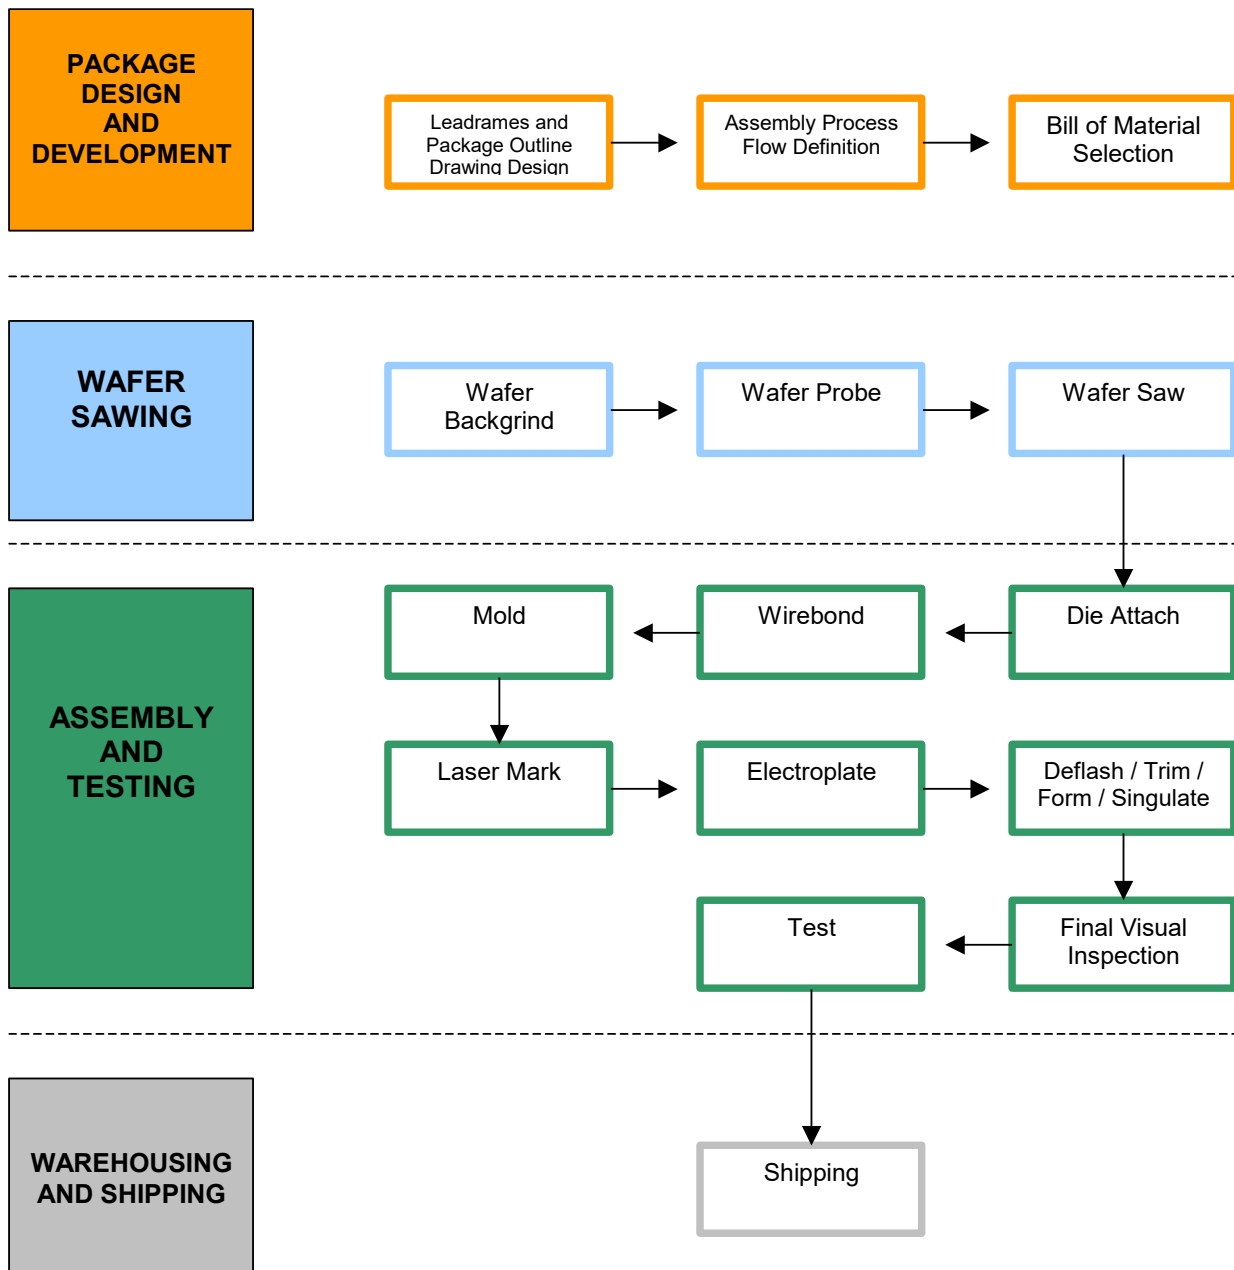 PACKAGE
DESIGN
AND
DEVELOPMENT
Leadrames and
Package Outline
Drawing Design
Assembly Process
Flow Definition
Bill of Material
Selection
WAFER
SAWING
Wafer
Backgrind
Wafer Probe
Wafer Saw
ASSEMBLY
AND
TESTING
Mold
Wirebond
Die Attach
Laser Mark
Electroplate
Deflash / Trim /
Form / Singulate
Test
Final Visual
Inspection
WAREHOUSING
AND SHIPPING
Shipping